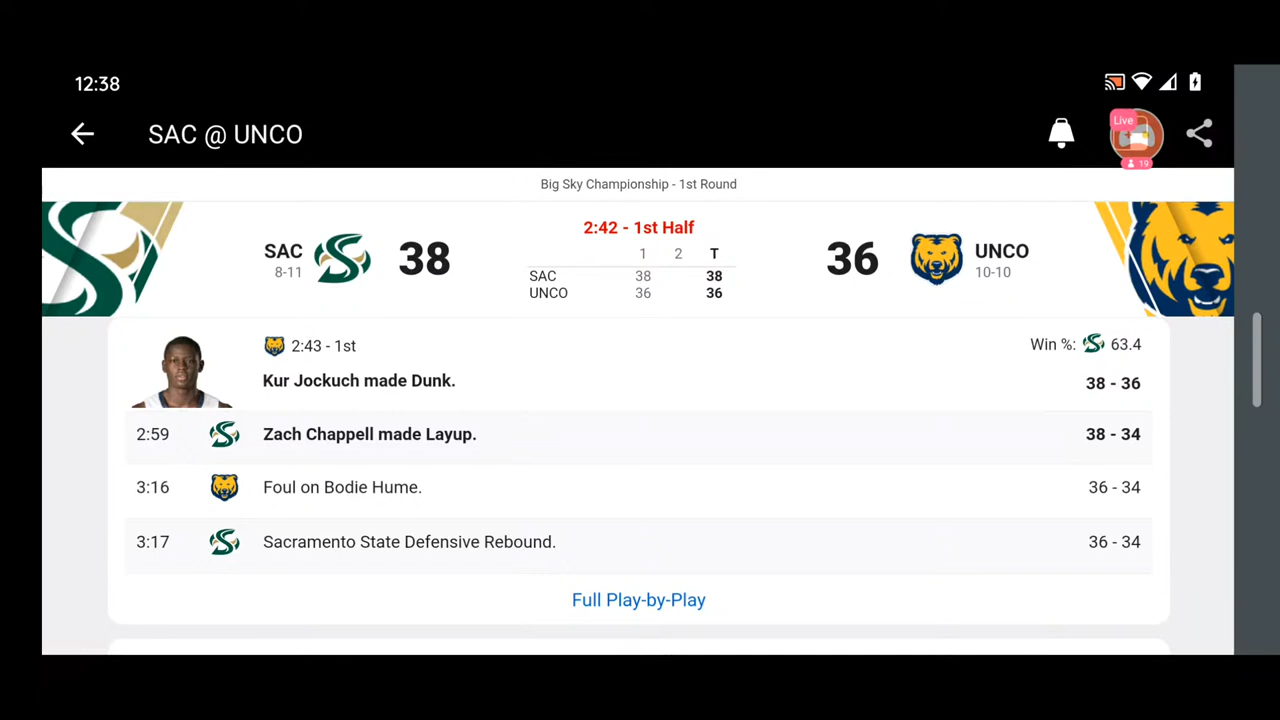 12:38
SAC @ UNCO
Live
19
Big Sky Championship - 1st Round
SAC
8-11
38
2:42 - 1st Half
1 2 T
SAC 38 38
UNCO 36 36
36
UNCO
10-10
2:43 - 1st
Win %: 63.4
Kur Jockuch made Dunk.
38 - 36
2:59 Zach Chappell made Layup. 38 - 34
3:16 Foul on Bodie Hume. 36 - 34
3:17 Sacramento State Defensive Rebound. 36 - 34
Full Play-by-Play